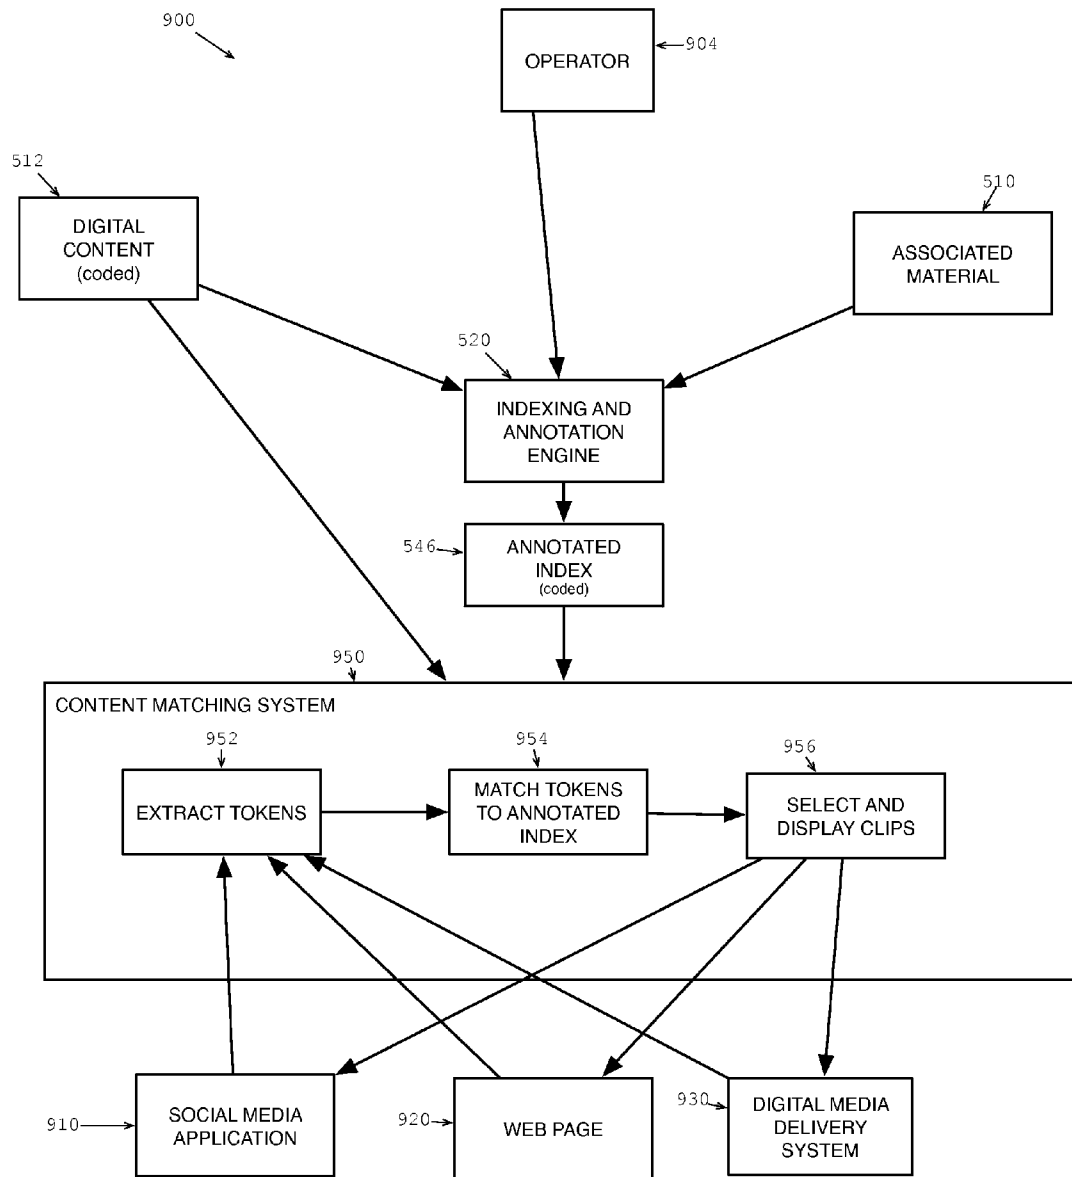 900
OPERATOR
904
512
DIGITAL
CONTENT
(coded)
510
ASSOCIATED
MATERIAL
520
INDEXING AND
ANNOTATION
ENGINE
546
ANNOTATED
INDEX
(coded)
950
CONTENT MATCHING SYSTEM
952
EXTRACT TOKENS
954
MATCH TOKENS
TO ANNOTATED
INDEX
956
SELECT AND
DISPLAY CLIPS
910
SOCIAL MEDIA
APPLICATION
920
WEB PAGE
930
DIGITAL MEDIA
DELIVERY
SYSTEM